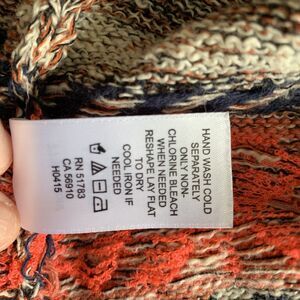 HAND WASH COLD
SEPARATELY
ONLY NON-
CHLORINE BLEACH
WHEN NEEDED
RESHAPE LAY FLAT
TO DRY
COOL IRON IF
NEEDED
RN 51783
CA 56910
H0415